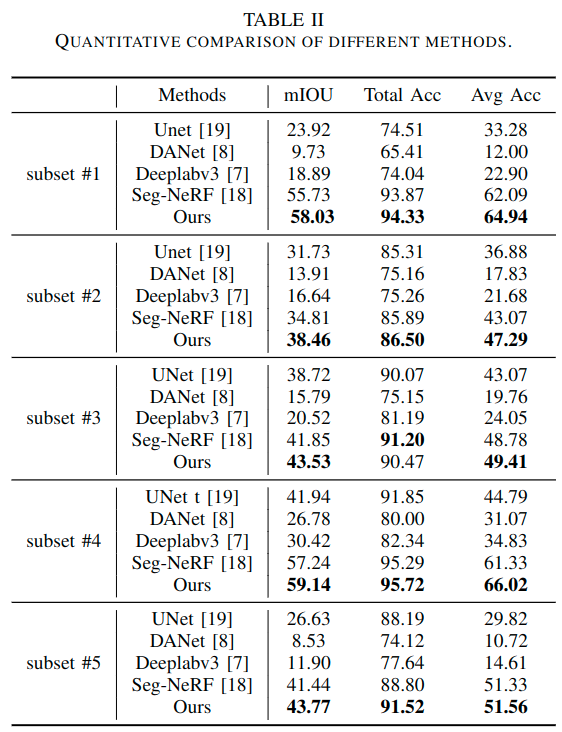 TABLE II
QUANTITATIVE COMPARISON OF DIFFERENT METHODS.
Methods mIOU Total Acc Avg Acc
Unet [19] 23.92 74.51 33.28
DANet [8] 9.73 65.41 12.00
subset #1 Deeplabv3 [7] 18.89 74.04 22.90
Seg-NeRF [18] 55.73 93.87 62.09
Ours 58.03 94.33 64.94
Unet [19] 31.73 85.31 36.88
DANet [8] 13.91 75.16 17.83
subset #2 Deeplabv3 [7] 16.64 75.26 21.68
Seg-NeRF [18] 34.81 85.89 43.07
Ours 38.46 86.50 47.29
UNet [19] 38.72 90.07 43.07
DANet [8] 15.79 75.15 19.76
subset #3 Deeplabv3 [7] 20.52 81.19 24.05
Seg-NeRF [18] 41.85 91.20 48.78
Ours 43.53 90.47 49.41
UNet t [19] 41.94 91.85 44.79
DANet [8] 26.78 80.00 31.07
subset #4 Deeplabv3 [7] 30.42 82.34 34.83
Seg-NeRF [18] 57.24 95.29 61.33
Ours 59.14 95.72 66.02
UNet [19] 26.63 88.19 29.82
DANet [8] 8.53 74.12 10.72
subset #5 Deeplabv3 [7] 11.90 77.64 14.61
Seg-NeRF [18] 41.44 88.80 51.33
Ours 43.77 91.52 51.56